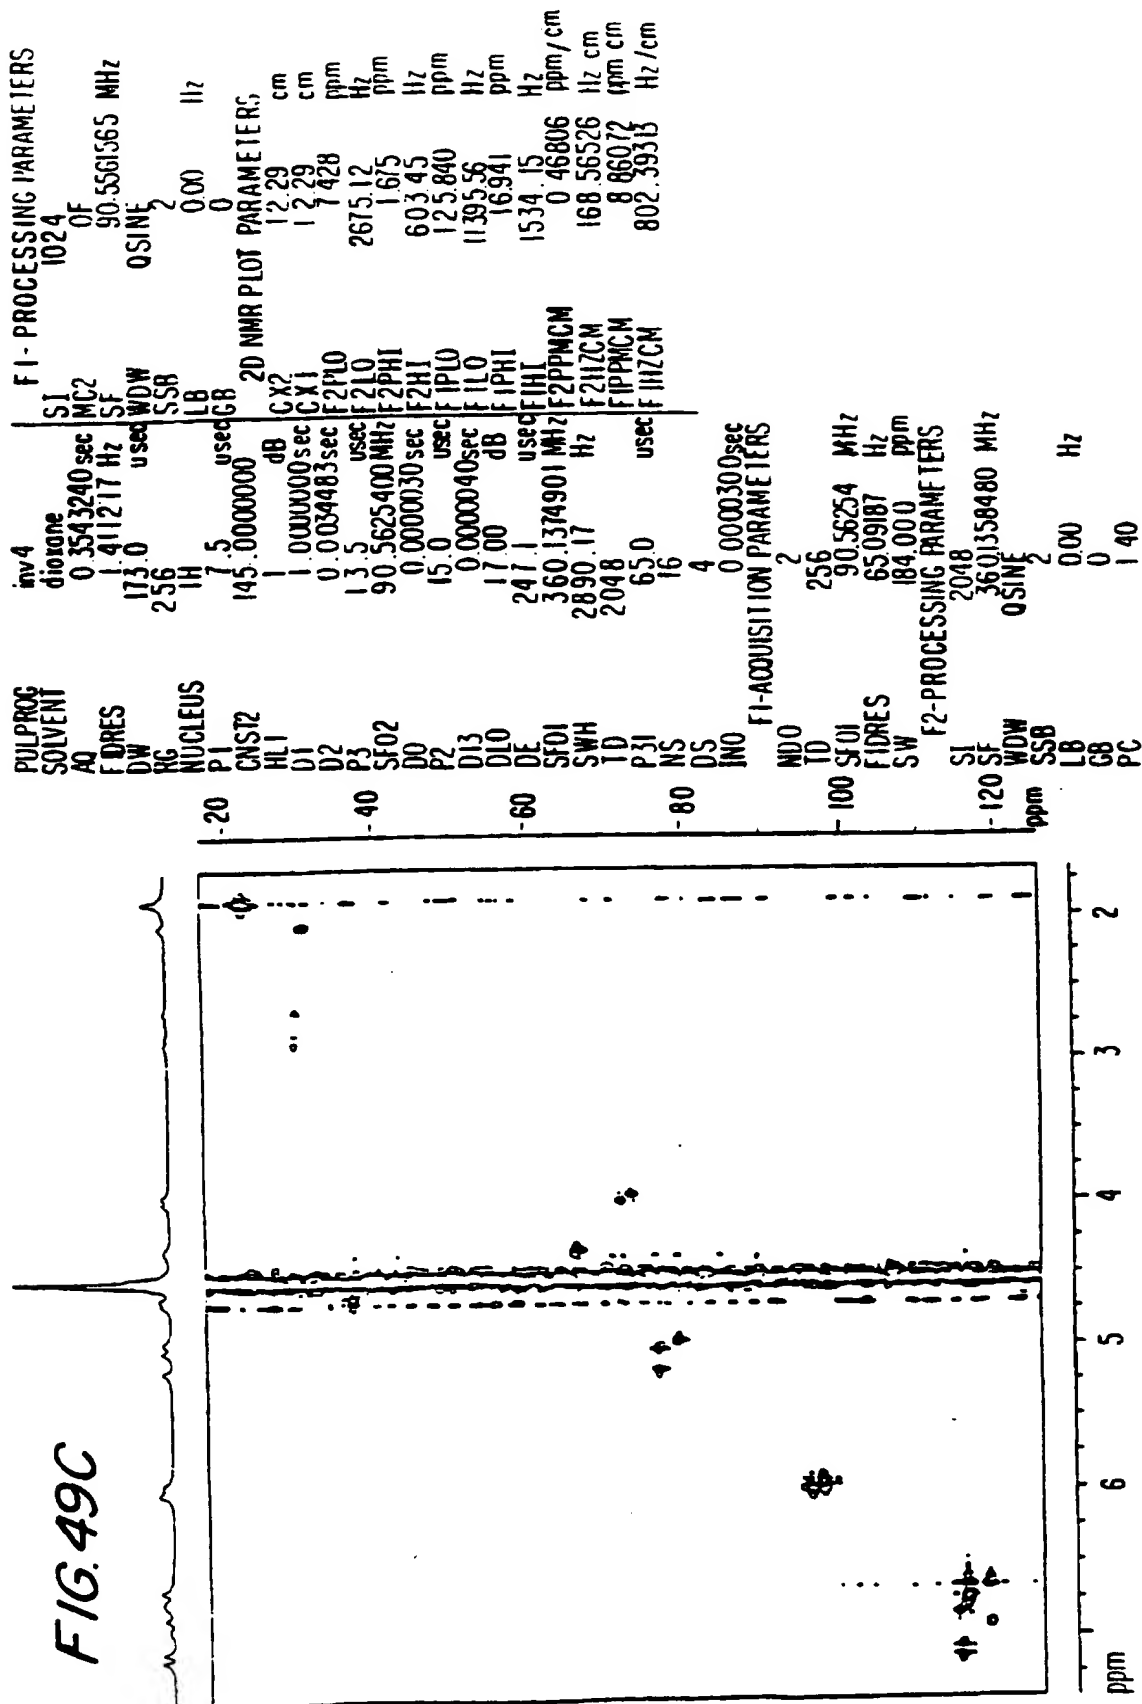 FIG. 49C
PULPROG inv4
SOLVENT dioxane
AQ 0.3543240 sec
FIDRES 1.411217 Hz
DW 173.0 usec
RG 256
NUCLEUS 1H
P1 7.5 usec
CNST2 145.0000000
HL1 1 dB
D1 1.0000000 sec
D2 0.0034483 sec
P3 13.5 usec
SFO2 90.5625400 MHz
D0 0.0000030 sec
P2 15.0 usec
D13 0.0000040 sec
DLO 17.00 dB
DE 247.1 usec
SFO1 360.1374901 MHz
SWH 2890.17 Hz
TD 2048
P31 65.0 usec
NS 16
DS 4
INO 0.0000300 sec
F1-ACQUISITION PARAMETERS
NDO 2
TD 256
SFO1 90.56254 MHz
FIDRES 65.09187 Hz
SW 184.000 ppm
F2-PROCESSING PARAMETERS
SI 2048
SF 360.1358480 MHz
WDW QSINE
SSB 2
LB 0.00 Hz
GB 0
PC 1.40
F1-PROCESSING PARAMETERS
SI 1024
MC2 QF
SF 90.5561565 MHz
WDW QSINE
SSB 2
LB 0.00 Hz
GB 0
2D NMR PLOT PARAMETERS
CX2 12.29 cm
CX1 12.29 cm
F2PLO 7.428 ppm
F2LO 2675.12 Hz
F2PHI 1.675 ppm
F2HI 603.45 Hz
F1PLO 125.840 ppm
F1LO 11395.56 Hz
F1PHI 16.941 ppm
F1HI 1534.15 Hz
F2PPMCM 0.46806 ppm/cm
F2HZCM 168.56526 Hz cm
F1PPMCM 8.86072 ppm cm
F1HZCM 802.39313 Hz/cm
20
40
60
80
100
120
ppm
ppm 6 5 4 3 2